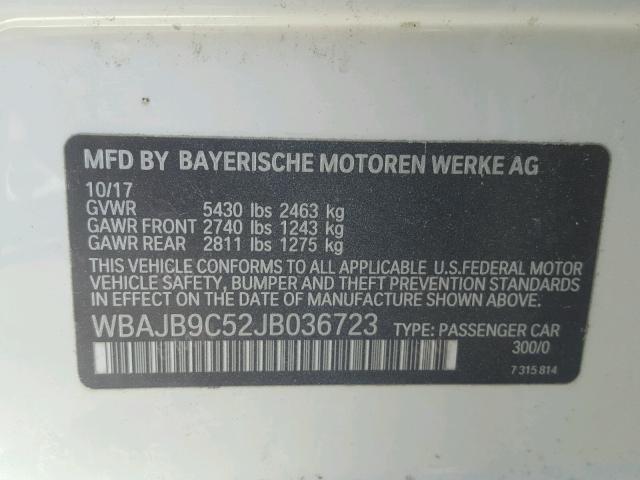 MFD BY BAYERISCHE MOTOREN WERKE AG
10/17
GVWR 5430 lbs 2463 kg
GAWR FRONT 2740 lbs 1243 kg
GAWR REAR 2811 lbs 1275 kg
THIS VEHICLE CONFORMS TO ALL APPLICABLE U.S.FEDERAL MOTOR
VEHICLE SAFETY, BUMPER AND THEFT PREVENTION STANDARDS
IN EFFECT ON THE DATE OF MANUFACTURE SHOWN ABOVE.
WBAJB9C52JB036723 TYPE: PASSENGER CAR
300/0
7 315 814